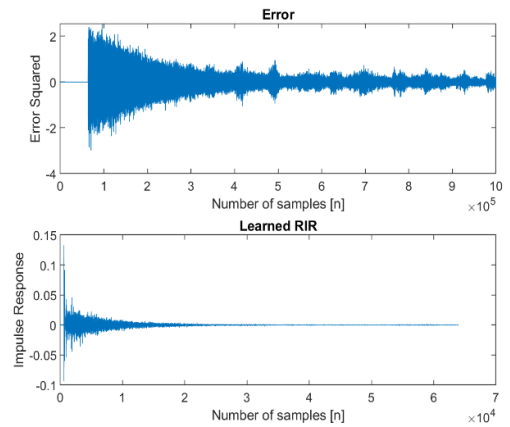 Error
2
0
-2
-4
Error Squared
0 1 2 3 4 5 6 7 8 9 10
Number of samples [n]
×10^5
Learned RIR
0.15
0.1
0.05
0
-0.05
-0.1
Impulse Response
0 1 2 3 4 5 6 7
Number of samples [n]
×10^4